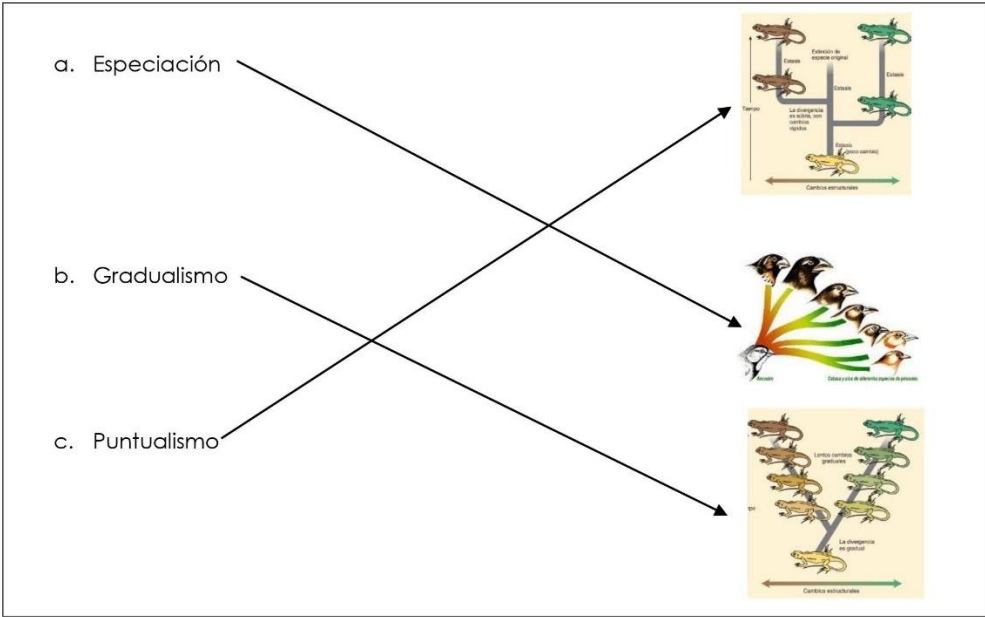 a. Especiación
b. Gradualismo
c. Puntualismo
Extinción de
especie original
Estasis
Estasis
Estasis
Tiempo
La divergencia
es súbita, con
cambios
rápidos
Estasis
(poco cambio)
Cambios estructurales
Ancestro
Cabeza y pico de diferentes especies de pinzones
Lentos cambios
graduales
mpo
La divergencia
es gradual
Cambios estructurales